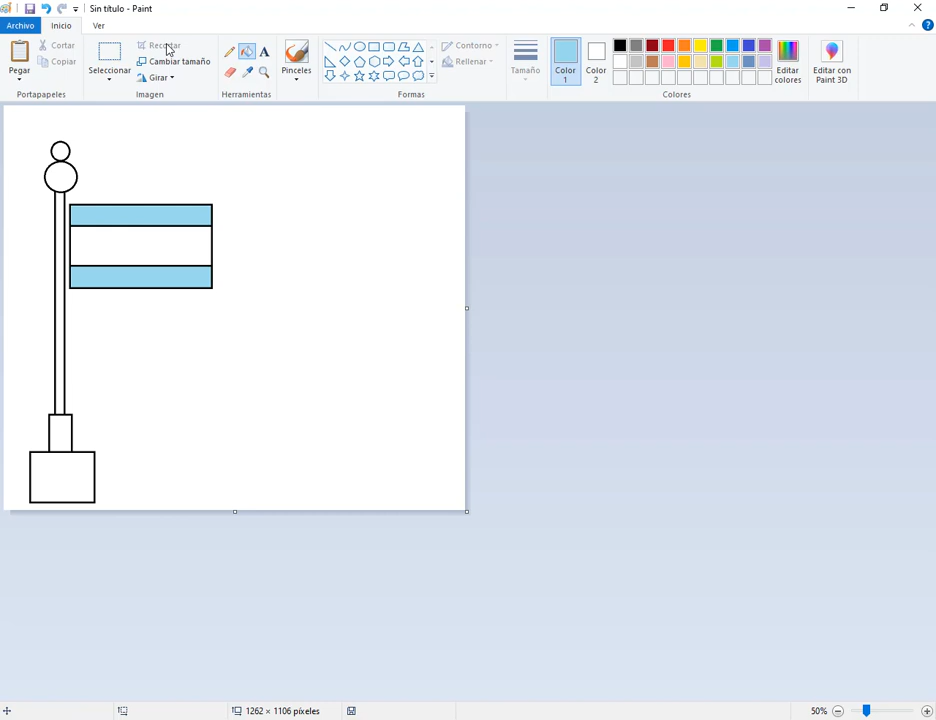 Sin título - Paint
Archivo Inicio Ver
Pegar
Cortar
Copiar
Portapapeles
Seleccionar
Recortar
Cambiar tamaño
Girar
Imagen
A
Herramientas
Pinceles
Contorno
Rellenar
Formas
Tamaño
Color
1
Color
2
Colores
Editar
colores
Editar con
Paint 3D
1262 × 1106 píxeles
50%